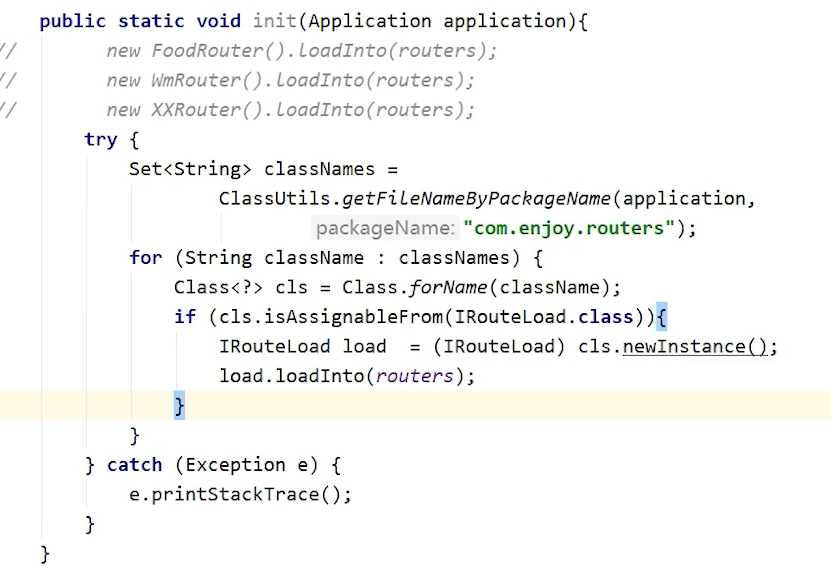 public static void init(Application application){
// new FoodRouter().loadInto(routers);
// new WmRouter().loadInto(routers);
// new XXRouter().loadInto(routers);
try {
Set<String> classNames =
ClassUtils.getFileNameByPackageName(application,
packageName: "com.enjoy.routers");
for (String className : classNames) {
Class<?> cls = Class.forName(className);
if (cls.isAssignableFrom(IRouteLoad.class)){
IRouteLoad load  = (IRouteLoad) cls.newInstance();
load.loadInto(routers);
}
}
} catch (Exception e) {
e.printStackTrace();
}
}